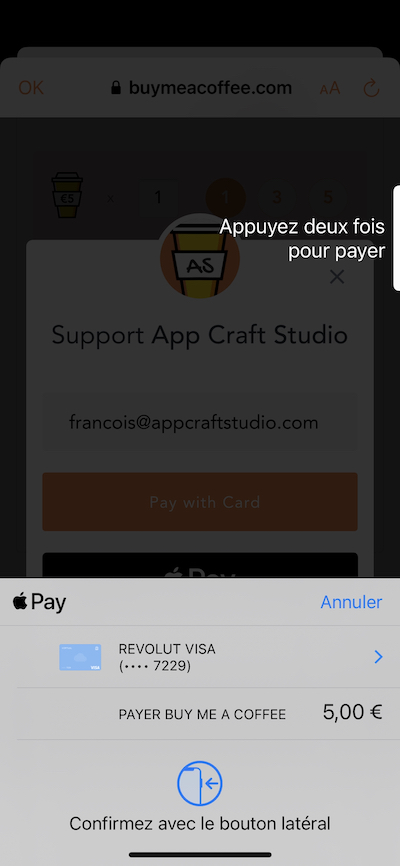 OK
buymeacoffee.com
AA
€5
x
1
1
3
5
Appuyez deux fois
pour payer
AS
×
Support App Craft Studio
francois@appcraftstudio.com
Pay with Card
Pay
Pay
Annuler
REVOLUT VISA
(•••• 7229)
PAYER BUY ME A COFFEE
5,00 €
Confirmez avec le bouton latéral